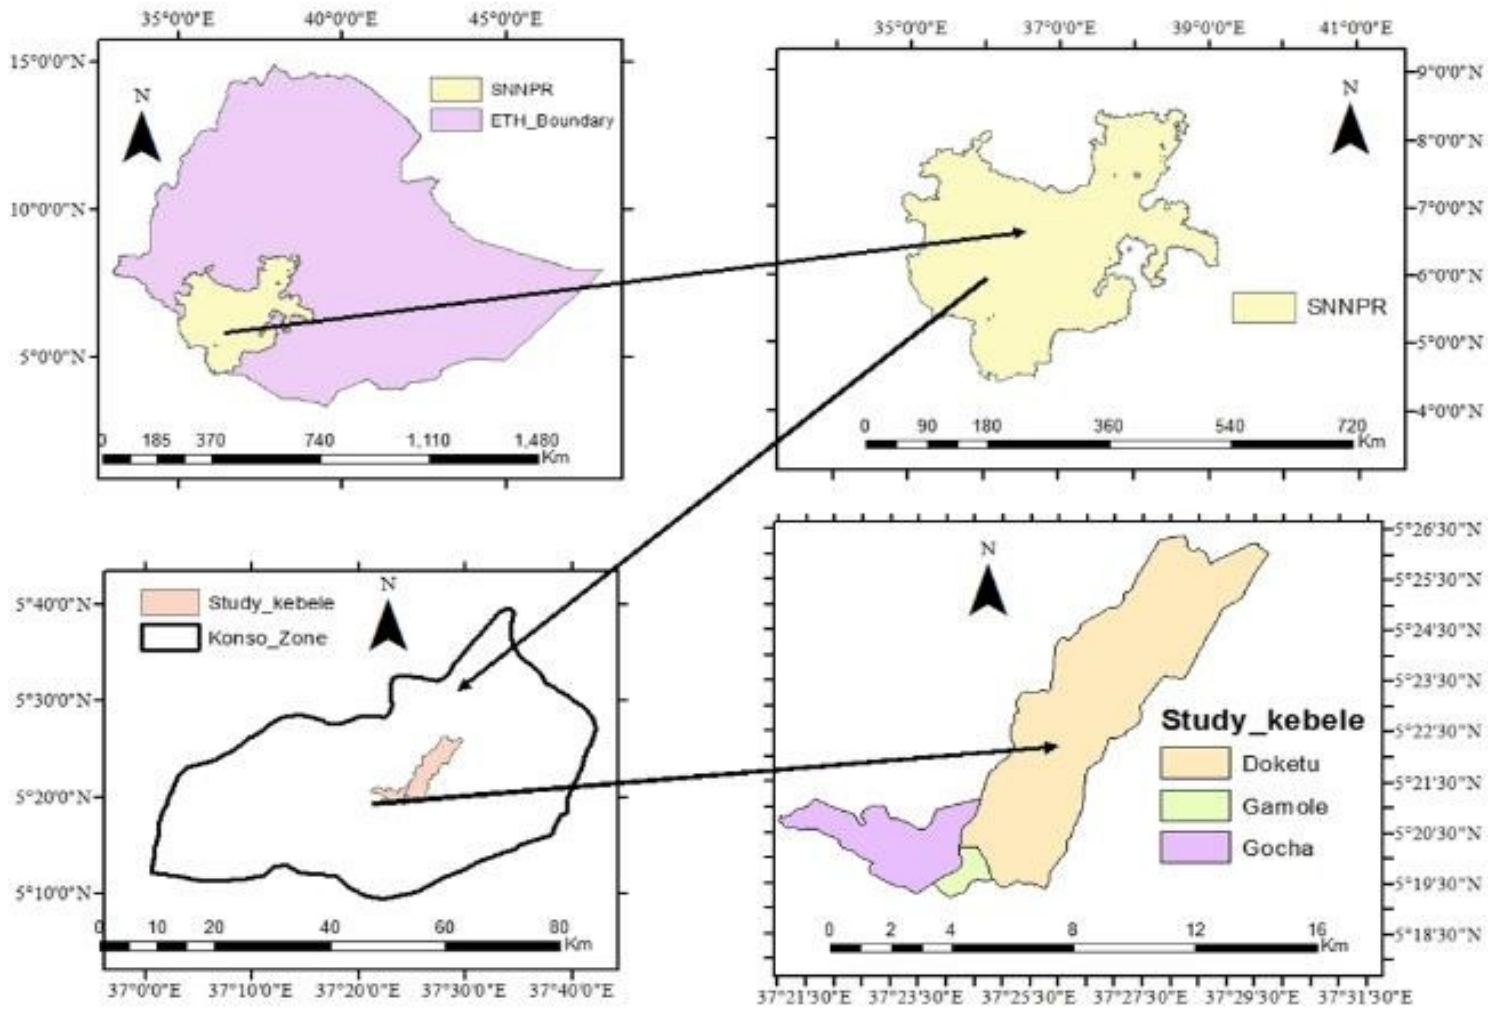 35°0'0"E 40°0'0"E 45°0'0"E
15°0'0"N
10°0'0"N
5°0'0"N
N
SNNPR
ETH_Boundary
0 185 370 740 1,110 1,480
Km
35°0'0"E 37°0'0"E 39°0'0"E 41°0'0"E
9°0'0"N
8°0'0"N
7°0'0"N
6°0'0"N
5°0'0"N
4°0'0"N
N
SNNPR
0 90 180 360 540 720
Km
5°40'0"N
5°30'0"N
5°20'0"N
5°10'0"N
Study_kebele
Konso_Zone
N
0 10 20 40 60 80
Km
37°0'0"E 37°10'0"E 37°20'0"E 37°30'0"E 37°40'0"E
N
5°26'30"N
5°25'30"N
5°24'30"N
5°23'30"N
5°22'30"N
5°21'30"N
5°20'30"N
5°19'30"N
5°18'30"N
Study_kebele
Doketu
Gamole
Gocha
0 2 4 8 12 16
Km
37°21'30"E 37°23'30"E 37°25'30"E 37°27'30"E 37°29'30"E 37°31'30"E